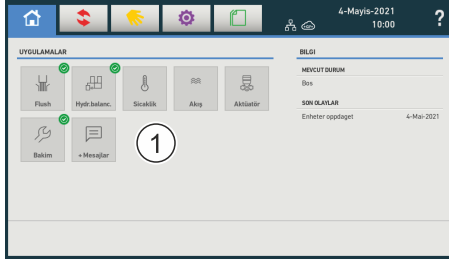 4-Mayis-2021
10:00
?
UYGULAMALAR
Flush
Hydr.balanc.
Sicaklik
Akış
Aktüatör
Bakim
+Mesajlar
1
BILGI
MEVCUT DURUM
Bos
SON OLAYLAR
Enheter oppdaget 4-Mai-2021